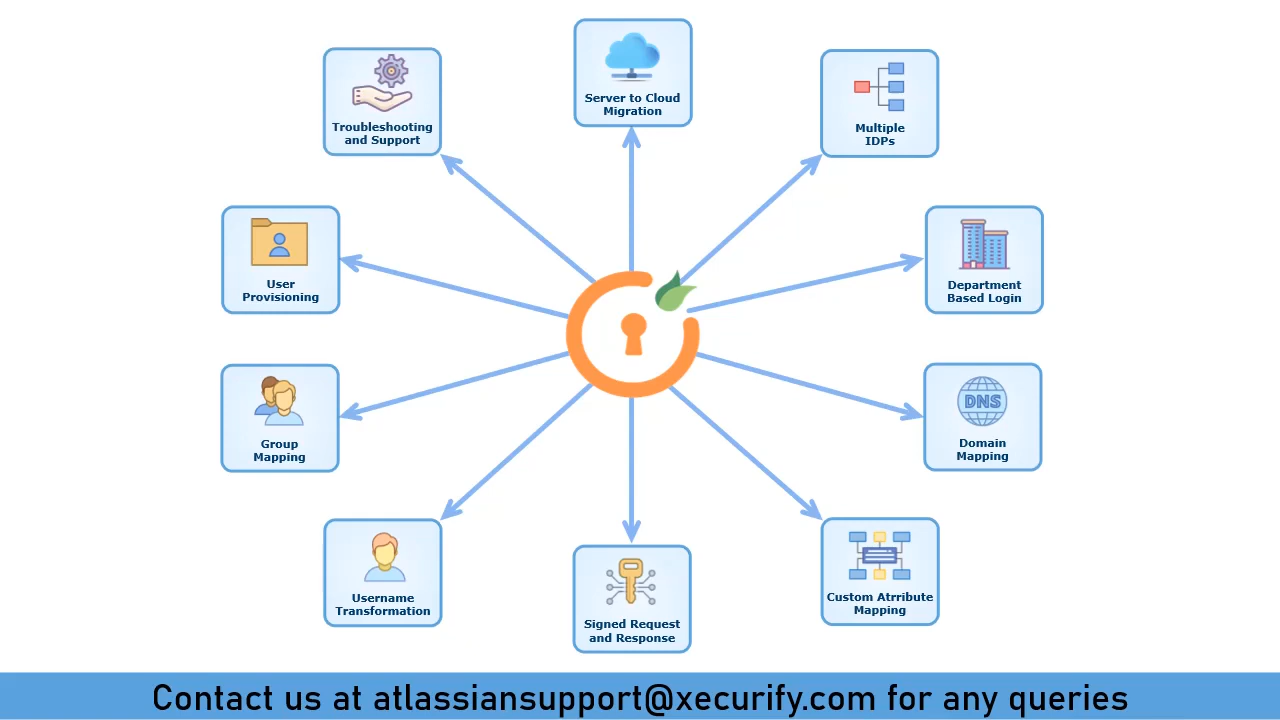 Server to Cloud
Migration
Troubleshooting
and Support
Multiple
IDPs
User
Provisioning
Department
Based Login
Group
Mapping
DNS
Domain
Mapping
Username
Transformation
Signed Request
and Response
Custom Atrribute
Mapping
Contact us at atlassiansupport@xecurify.com for any queries